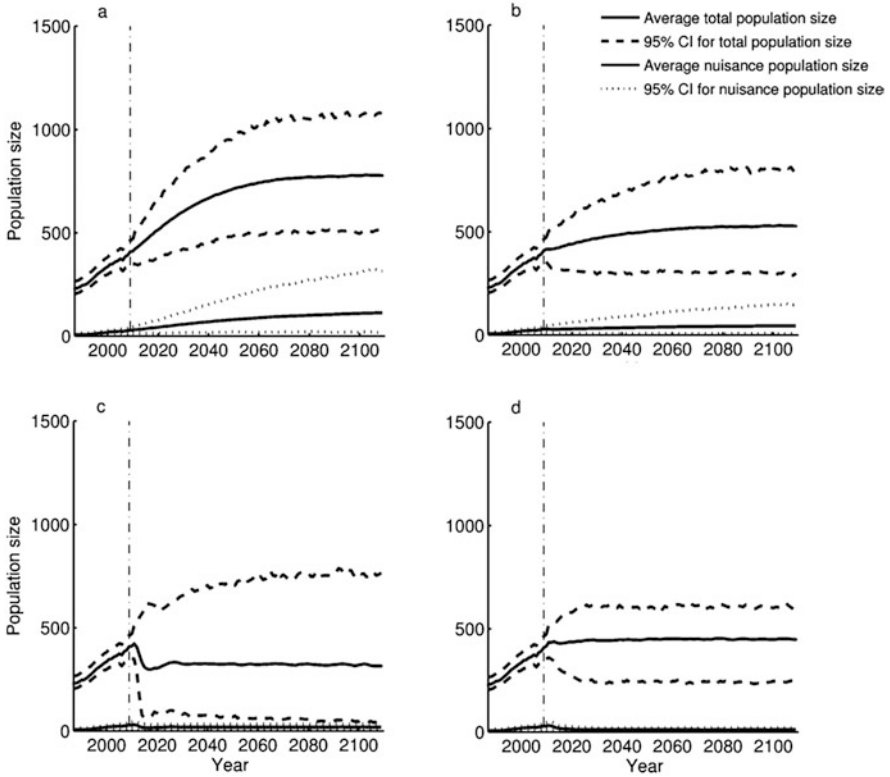 a
1500
1000
500
0
Population size
2000 2020 2040 2060 2080 2100
b
1500
1000
500
0
2000 2020 2040 2060 2080 2100
Average total population size
95% CI for total population size
Average nuisance population size
95% CI for nuisance population size
c
1500
1000
500
0
Population size
2000 2020 2040 2060 2080 2100
Year
d
1500
1000
500
0
2000 2020 2040 2060 2080 2100
Year